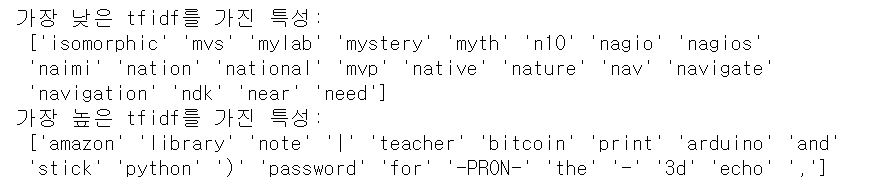 가장 낮은 tfidf를 가진 특성:
['isomorphic' 'mvs' 'mylab' 'mystery' 'myth' 'n10' 'nagio' 'nagios'
'naimi' 'nation' 'national' 'mvp' 'native' 'nature' 'nav' 'navigate'
'navigation' 'ndk' 'near' 'need']
가장 높은 tfidf를 가진 특성:
['amazon' 'library' 'note' '|' 'teacher' 'bitcoin' 'print' 'arduino' 'and'
'stick' 'python' ')' 'password' 'for' '-PRON-' 'the' '-' '3d' 'echo' ',']